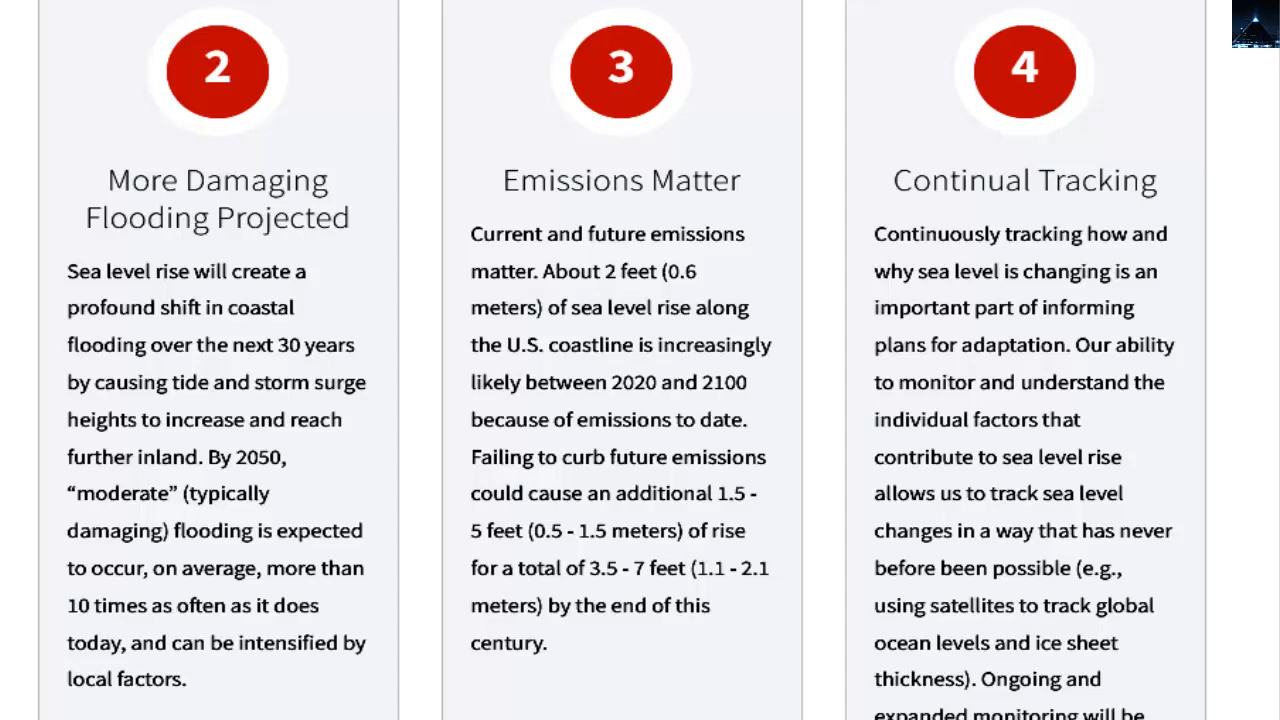 2
More Damaging
Flooding Projected
Sea level rise will create a
profound shift in coastal
flooding over the next 30 years
by causing tide and storm surge
heights to increase and reach
further inland. By 2050,
“moderate” (typically
damaging) flooding is expected
to occur, on average, more than
10 times as often as it does
today, and can be intensified by
local factors.
3
Emissions Matter
Current and future emissions
matter. About 2 feet (0.6
meters) of sea level rise along
the U.S. coastline is increasingly
likely between 2020 and 2100
because of emissions to date.
Failing to curb future emissions
could cause an additional 1.5 -
5 feet (0.5 - 1.5 meters) of rise
for a total of 3.5 - 7 feet (1.1 - 2.1
meters) by the end of this
century.
4
Continual Tracking
Continuously tracking how and
why sea level is changing is an
important part of informing
plans for adaptation. Our ability
to monitor and understand the
individual factors that
contribute to sea level rise
allows us to track sea level
changes in a way that has never
before been possible (e.g.,
using satellites to track global
ocean levels and ice sheet
thickness). Ongoing and
expanded monitoring will be